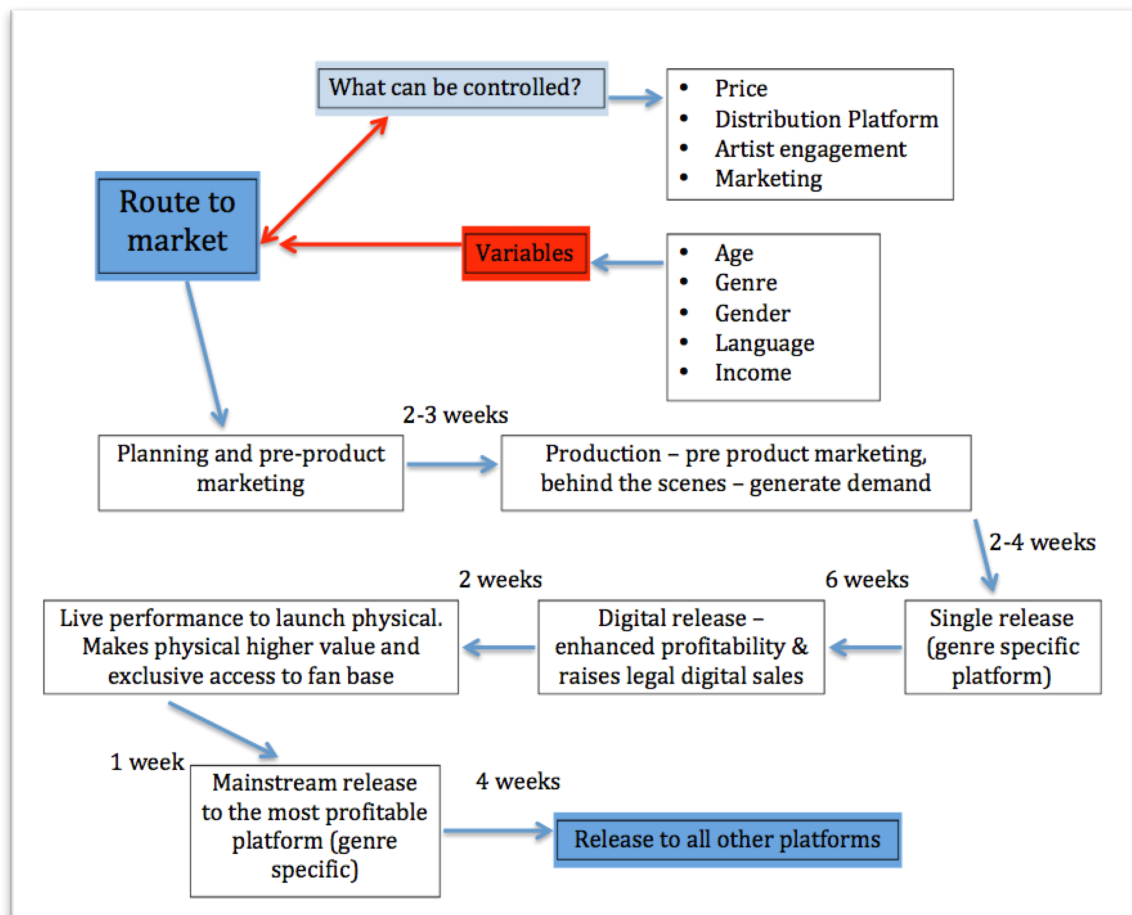 What can be controlled?
• Price
• Distribution Platform
• Artist engagement
• Marketing
Route to
market
Variables
• Age
• Genre
• Gender
• Language
• Income
2-3 weeks
Planning and pre-product
marketing
Production – pre product marketing,
behind the scenes – generate demand
2-4 weeks
6 weeks
2 weeks
Single release
(genre specific
platform)
Digital release –
enhanced profitability &
raises legal digital sales
Live performance to launch physical.
Makes physical higher value and
exclusive access to fan base
1 week
Mainstream release
to the most profitable
platform (genre
specific)
4 weeks
Release to all other platforms